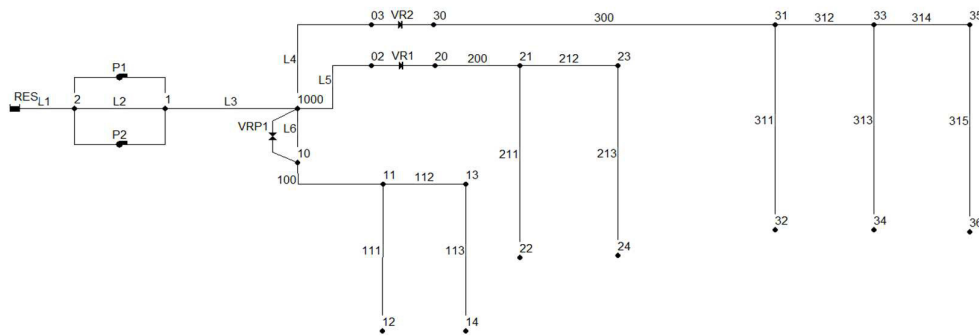 03 VR2 30 300 31 312 33 314 35
L4
02 VR1 20 200 21 212 23
L5
P1
RES L1 2 L2 1 L3 1000
VRP1 L6
P2
10
311 313 315
211 213
100 11 112 13
32 34 36
111 113 22 24
12 14